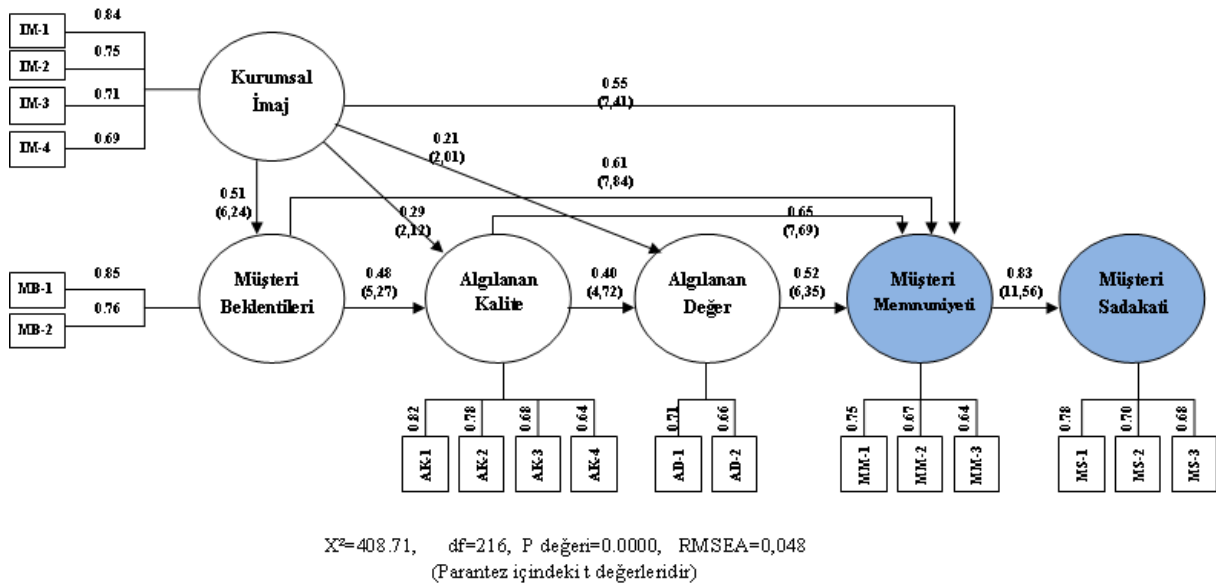 IM-1
0.84
IM-2
0.75
IM-3
0.71
IM-4
0.69
Kurumsal
İmaj
0.55
(7,41)
0.21
(2,01)
0.61
(7,84)
0.51
(6,24)
0.29
(2,12)
0.65
(7,69)
MB-1
0.85
MB-2
0.76
Müşteri
Beklentileri
0.48
(5,27)
Algılanan
Kalite
0.40
(4,72)
Algılanan
Değer
0.52
(6,35)
Müşteri
Memnuniyeti
0.83
(11,56)
Müşteri
Sadakati
0.82
0.78
0.68
0.64
0.71
0.66
0.75
0.67
0.64
0.78
0.70
0.68
AK-1
AK-2
AK-3
AK-4
AD-1
AD-2
MM-1
MM-2
MM-3
MS-1
MS-2
MS-3
X²=408.71, df=216, P değeri=0.0000, RMSEA=0,048
(Parantez içindeki t değerleridir)